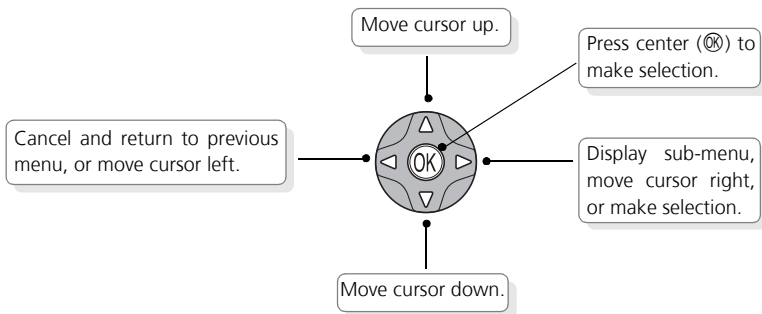 Move cursor up.
Press center (OK) to
make selection.
Cancel and return to previous
menu, or move cursor left.
OK
Display sub-menu,
move cursor right,
or make selection.
Move cursor down.